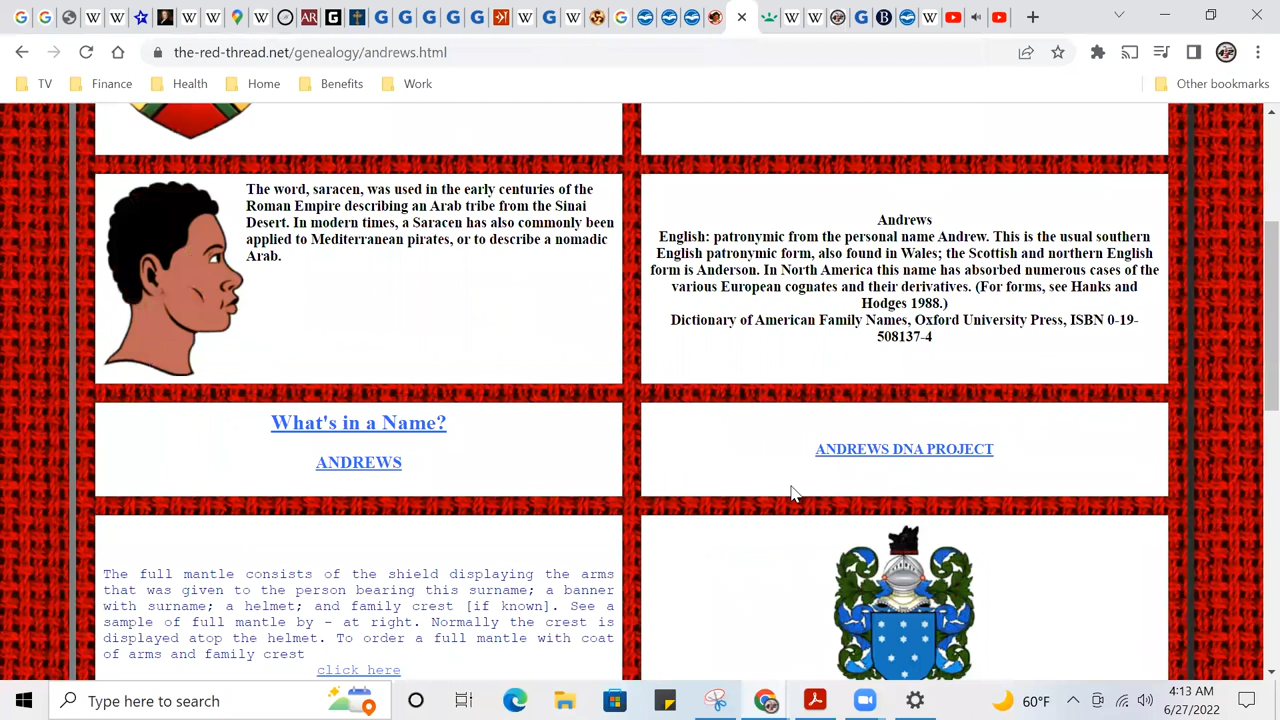 the-red-thread.net/genealogy/andrews.html
TV
Finance
Health
Home
Benefits
Work
Other bookmarks
The word, saracen, was used in the early centuries of the
Roman Empire describing an Arab tribe from the Sinai
Desert. In modern times, a Saracen has also commonly been
applied to Mediterranean pirates, or to describe a nomadic
Arab.
Andrews
English: patronymic from the personal name Andrew. This is the usual southern
English patronymic form, also found in Wales; the Scottish and northern English
form is Anderson. In North America this name has absorbed numerous cases of the
various European cognates and their derivatives. (For forms, see Hanks and
Hodges 1988.)
Dictionary of American Family Names, Oxford University Press, ISBN 0-19-
508137-4
What's in a Name?
ANDREWS
ANDREWS DNA PROJECT
The full mantle consists of the shield displaying the arms
that was given to the person bearing this surname; a banner
with surname; a helmet; and family crest [if known]. See a
sample of full mantle by - at right. Normally the crest is
displayed atop the helmet. To order a full mantle with coat
of arms and family crest
click here
Type here to search
60°F
4:13 AM
6/27/2022